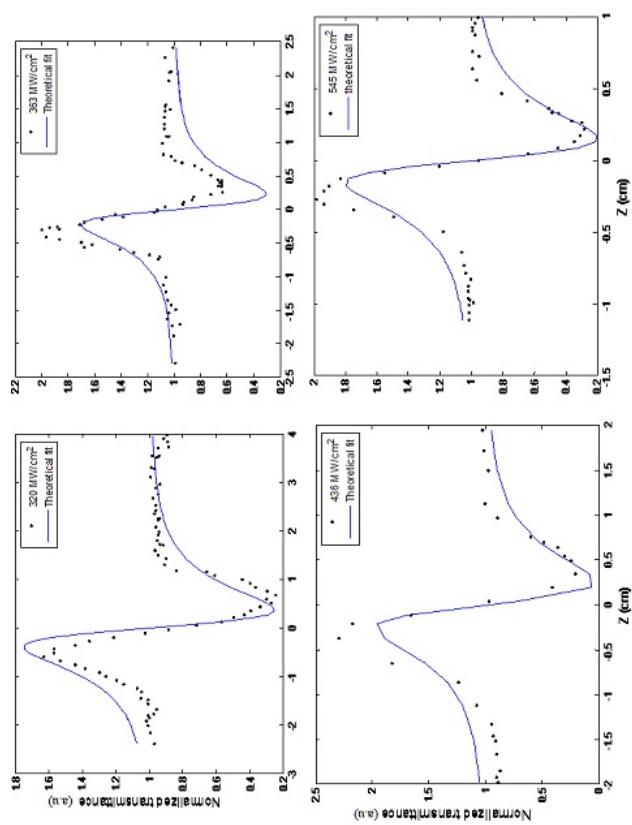 Normalized transmittance (a.u)
1.8
1.6
1.4
1.2
1
0.8
0.6
0.4
0.2
-3 -2 -1 0 1 2 3 4
320 MW/cm²
Theoretical fit
2.2
2
1.8
1.6
1.4
1.2
1
0.8
0.6
0.4
0.2
-2.5 -2 -1.5 -1 -0.5 0 0.5 1 1.5 2 2.5
363 MW/cm²
Theoretical fit
Normalized transmittance (a.u)
2.5
2
1.5
1
0.5
0
-2 -1.5 -1 -0.5 0 0.5 1 1.5 2
Z (cm)
436 MW/cm²
Theoretical fit
2
1.8
1.6
1.4
1.2
1
0.8
0.6
0.4
0.2
-1.5 -1 -0.5 0 0.5 1
Z (cm)
545 MW/cm²
theoretical fit